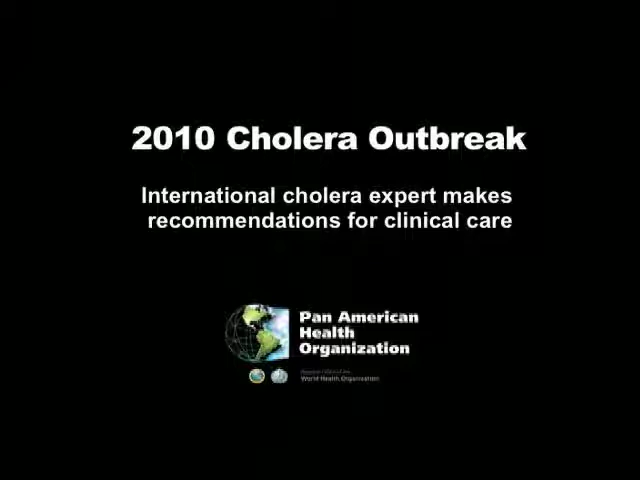 2010 Cholera Outbreak
International cholera expert makes
recommendations for clinical care
Pan American
Health
Organization
World Health Organization